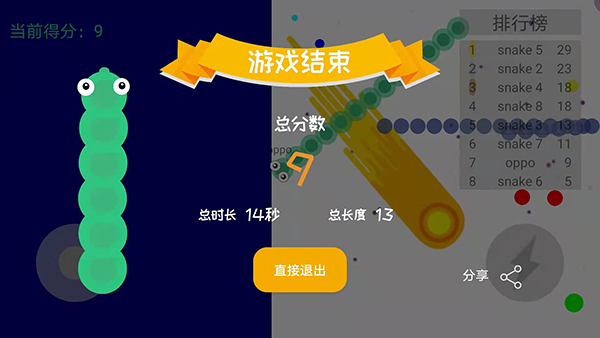 当前得分：9
游戏结束
排行榜
1 snake 5 29
2 snake 2 23
3 snake 4 18
4 snake 8 18
5 snake 3 13
6 snake 7 11
7 oppo 9
8 snake 6 5
总分数
oppo
9
总时长 14秒
总长度 13
直接退出
分享